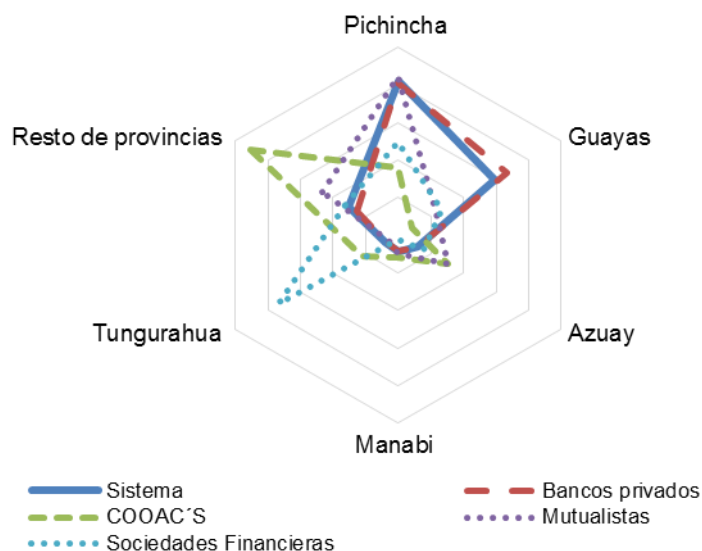 Pichincha
Resto de provincias
Guayas
Tungurahua
Azuay
Manabi
Sistema
Bancos privados
COOAC´S
Mutualistas
Sociedades Financieras